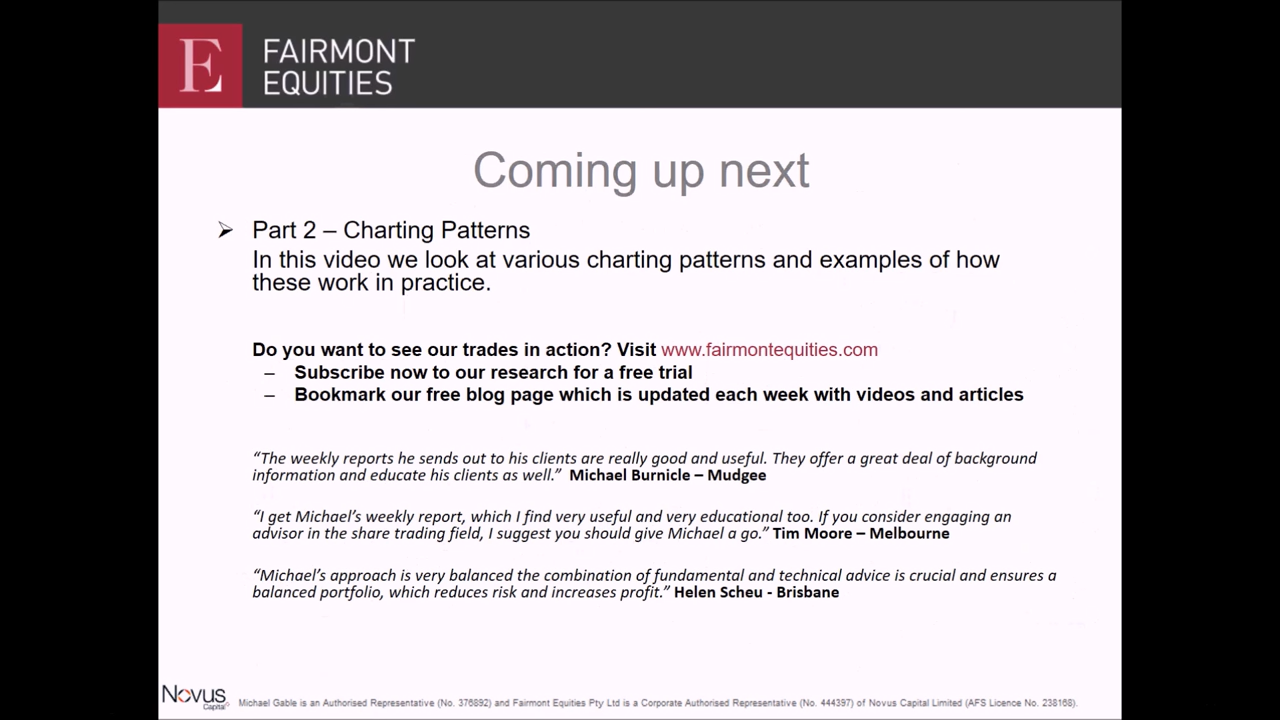 FAIRMONT
EQUITIES
Coming up next
➢ Part 2 – Charting Patterns
In this video we look at various charting patterns and examples of how
these work in practice.
Do you want to see our trades in action? Visit www.fairmontequities.com
– Subscribe now to our research for a free trial
– Bookmark our free blog page which is updated each week with videos and articles
“The weekly reports he sends out to his clients are really good and useful. They offer a great deal of background
information and educate his clients as well.” Michael Burnicle – Mudgee
“I get Michael’s weekly report, which I find very useful and very educational too. If you consider engaging an
advisor in the share trading field, I suggest you should give Michael a go.” Tim Moore – Melbourne
“Michael’s approach is very balanced the combination of fundamental and technical advice is crucial and ensures a
balanced portfolio, which reduces risk and increases profit.” Helen Scheu - Brisbane
Novus
Capital
Michael Gable is an Authorised Representative (No. 376892) and Fairmont Equities Pty Ltd is a Corporate Authorised Representative (No. 444397) of Novus Capital Limited (AFS Licence No. 238168).